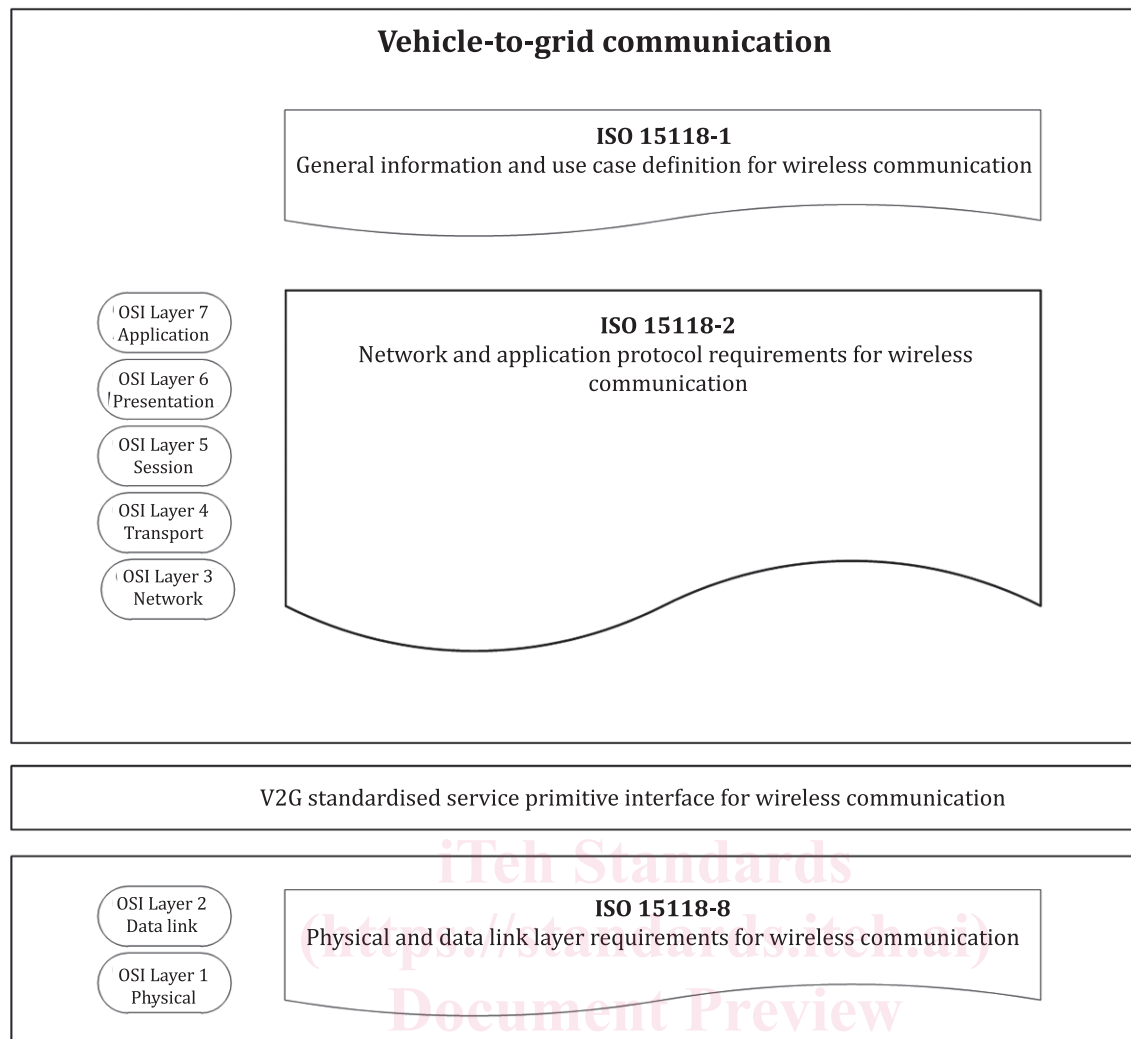 Vehicle-to-grid communication
ISO 15118-1
General information and use case definition for wireless communication
OSI Layer 7
Application
OSI Layer 6
Presentation
OSI Layer 5
Session
OSI Layer 4
Transport
OSI Layer 3
Network
ISO 15118-2
Network and application protocol requirements for wireless
communication
V2G standardised service primitive interface for wireless communication
iTeh Standards
OSI Layer 2
Data link
OSI Layer 1
Physical
ISO 15118-8
(https://standards.iteh.ai)
Physical and data link layer requirements for wireless communication
Document Preview